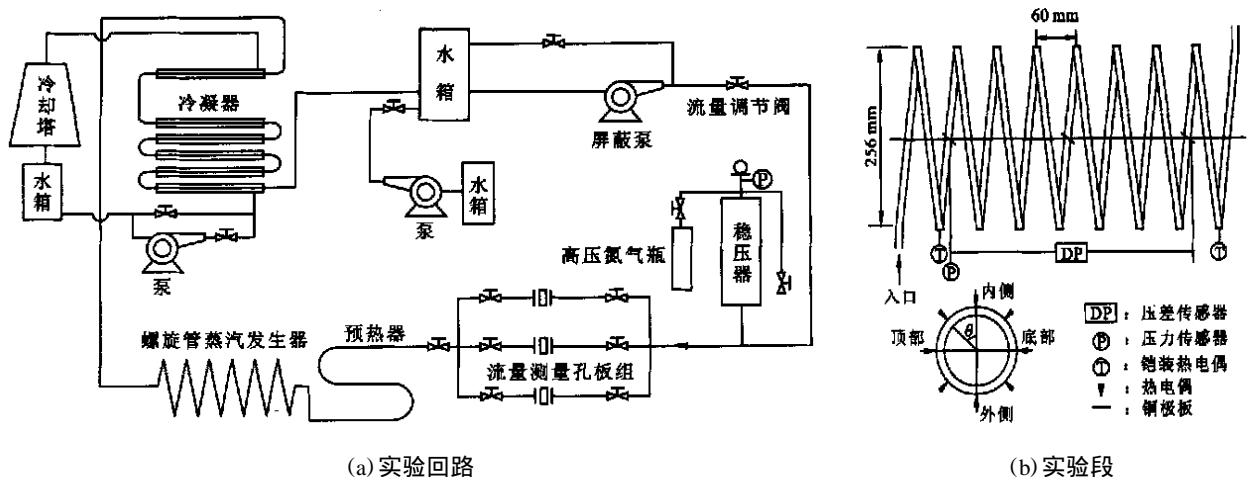 冷却塔
水箱
冷凝器
泵
水箱
泵
水箱
屏蔽泵
流量调节阀
高压氮气瓶
稳压器
P
螺旋管蒸汽发生器
预热器
流量测量孔板组
(a) 实验回路
60 mm
256 mm
T
P
DP
T
入口
内侧
顶部
θ
底部
外侧
DP : 压差传感器
P : 压力传感器
T : 铠装热电偶
: 热电偶
: 铜极板
(b) 实验段